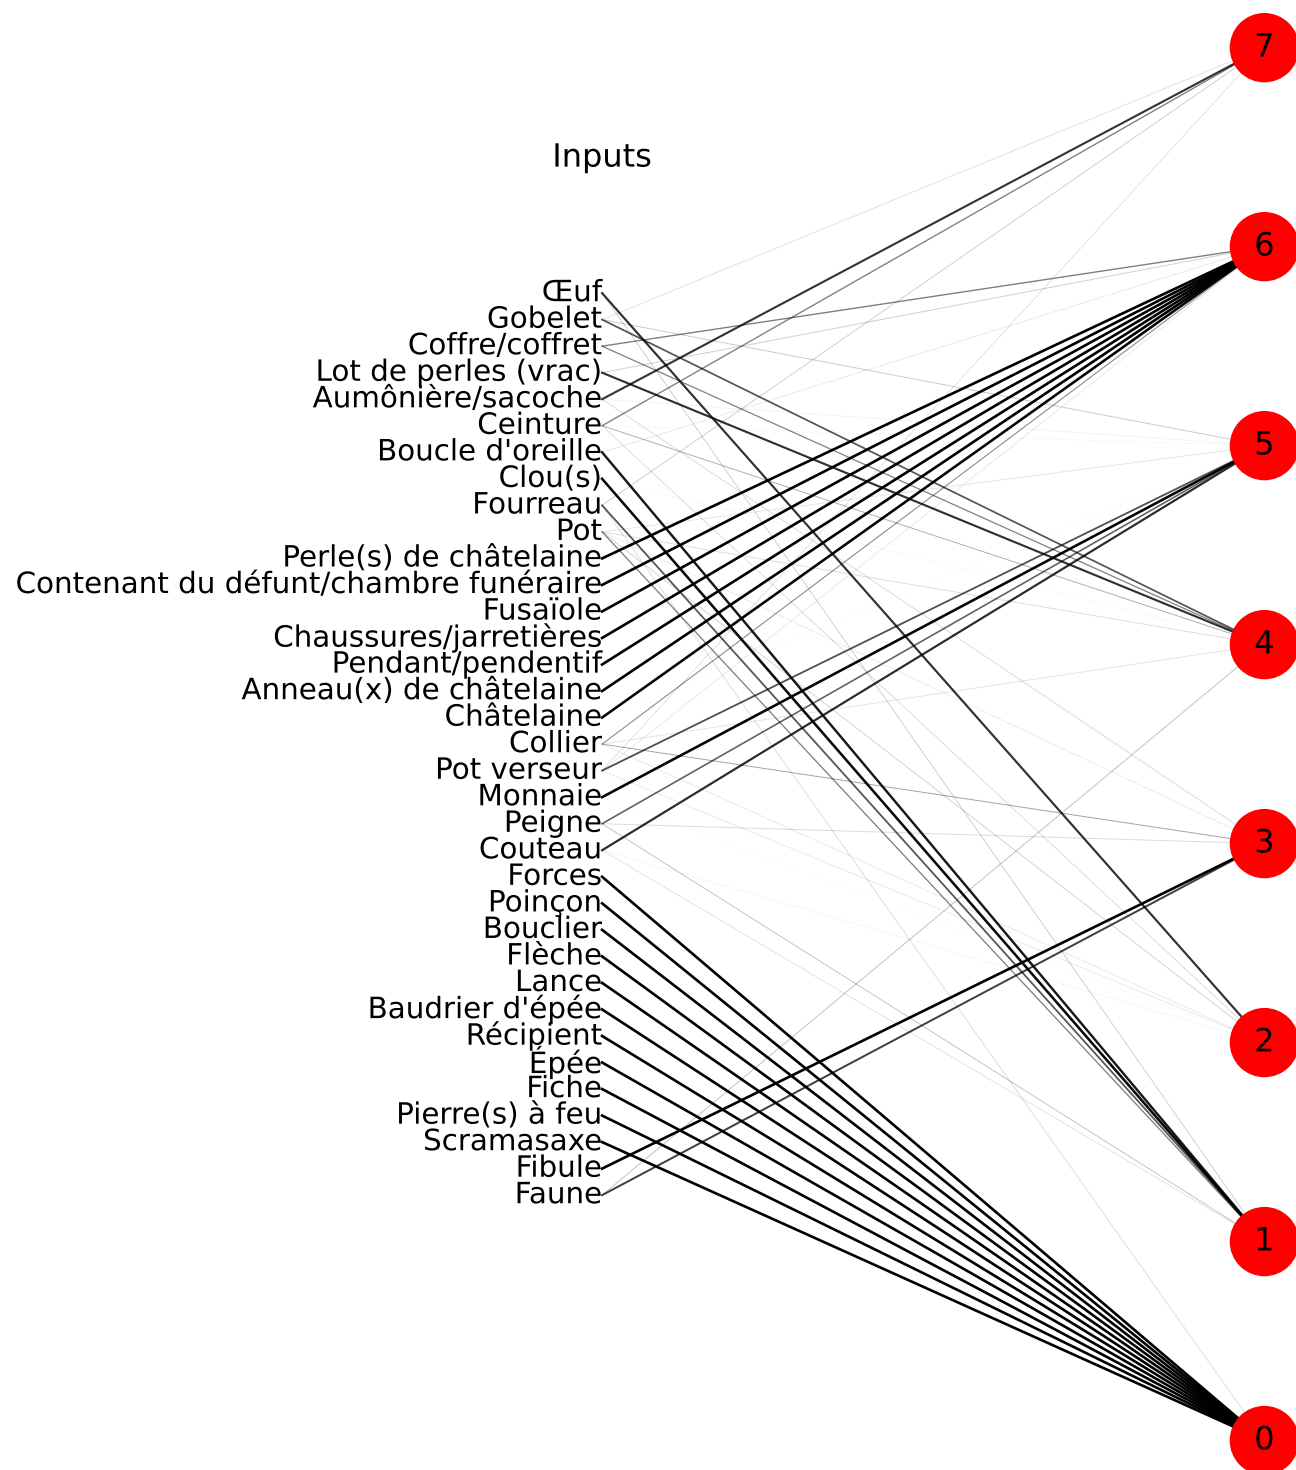 7
Inputs
6
Œuf
Gobelet
Coffre/coffret
Lot de perles (vrac)
Aumônière/sacoche
Ceinture
5
Boucle d'oreille
Clou(s)
Fourreau
Pot
Perle(s) de châtelaine
Contenant du défunt/chambre funéraire
Fusaïole
Chaussures/jarretières
4
Pendant/pendentif
Anneau(x) de châtelaine
Châtelaine
Collier
Pot verseur
Monnaie
Peigne
3
Couteau
Forces
Poinçon
Bouclier
Flèche
Lance
Baudrier d'épée
Récipient
2
Épée
Fiche
Pierre(s) à feu
Scramasaxe
Fibule
Faune
1
0